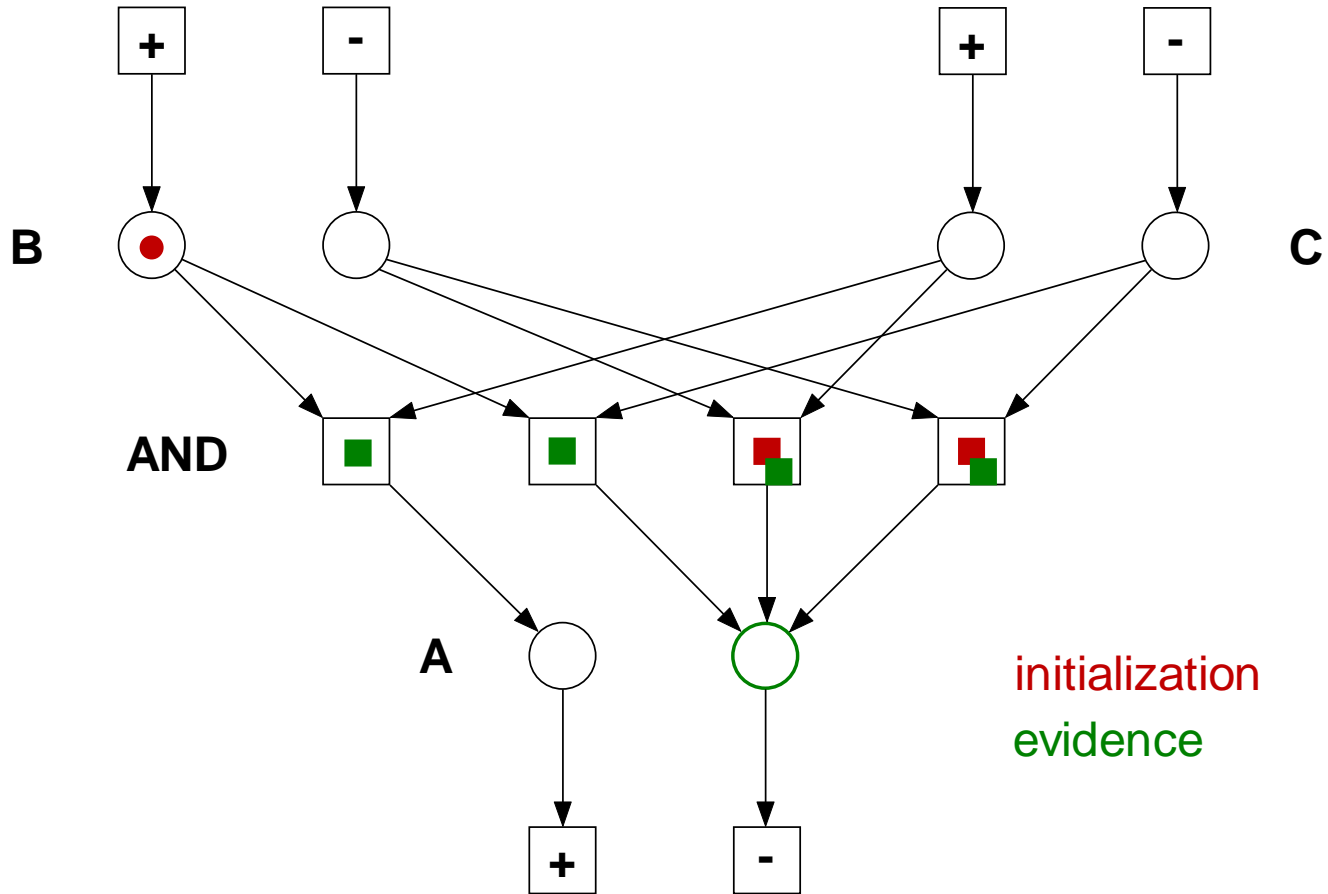 + - + -
B C
AND
A
initialization
evidence
+ -